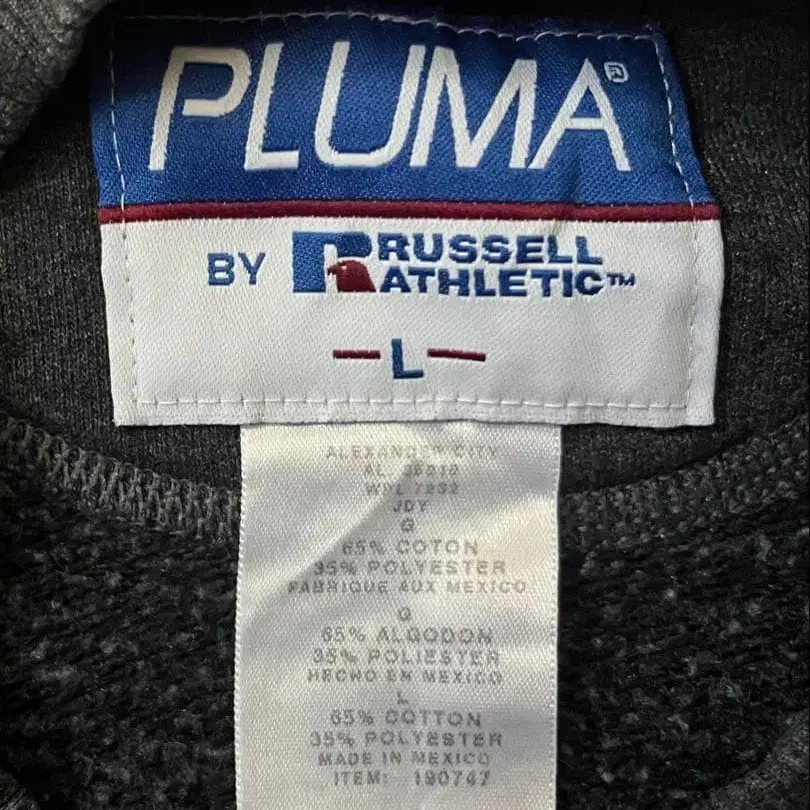 PLUMA®
BY RUSSELL
ATHLETIC™
— L —
ALEXANDER CITY
AL 35010
WPL 7232
JDY
G
65% COTON
35% POLYESTER
FABRIQUE AUX MEXICO
G
65% ALGODON
35% POLIESTER
HECHO EN MEXICO
L
65% COTTON
35% POLYESTER
MADE IN MEXICO
ITEM: 190747